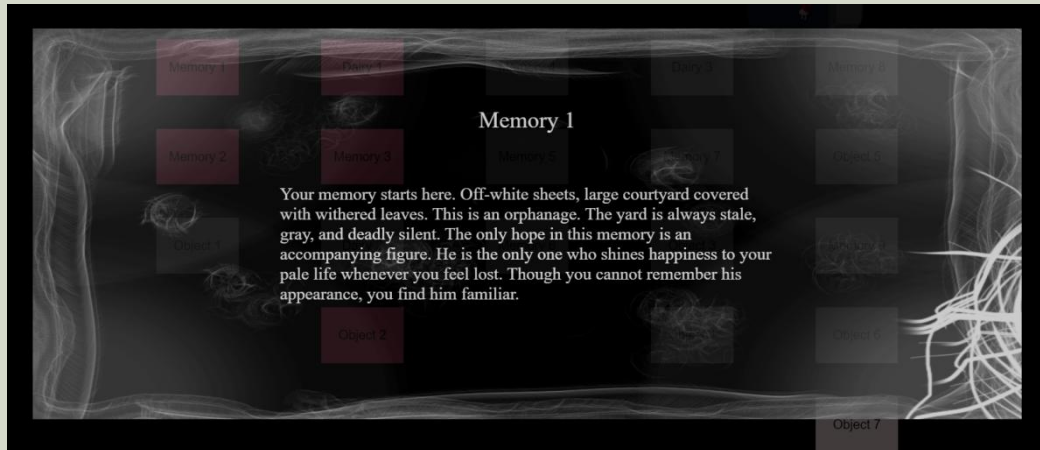 Memory 1
Dairy 1
Dairy 3
Memory 6
Memory 1
Memory 2
Memory 3
Memory 5
Object 5
Your memory starts here. Off-white sheets, large courtyard covered
with withered leaves. This is an orphanage. The yard is always stale,
gray, and deadly silent. The only hope in this memory is an
accompanying figure. He is the only one who shines happiness to your
pale life whenever you feel lost. Though you cannot remember his
appearance, you find him familiar.
Object 1
Object 2
Object 6
Object 7